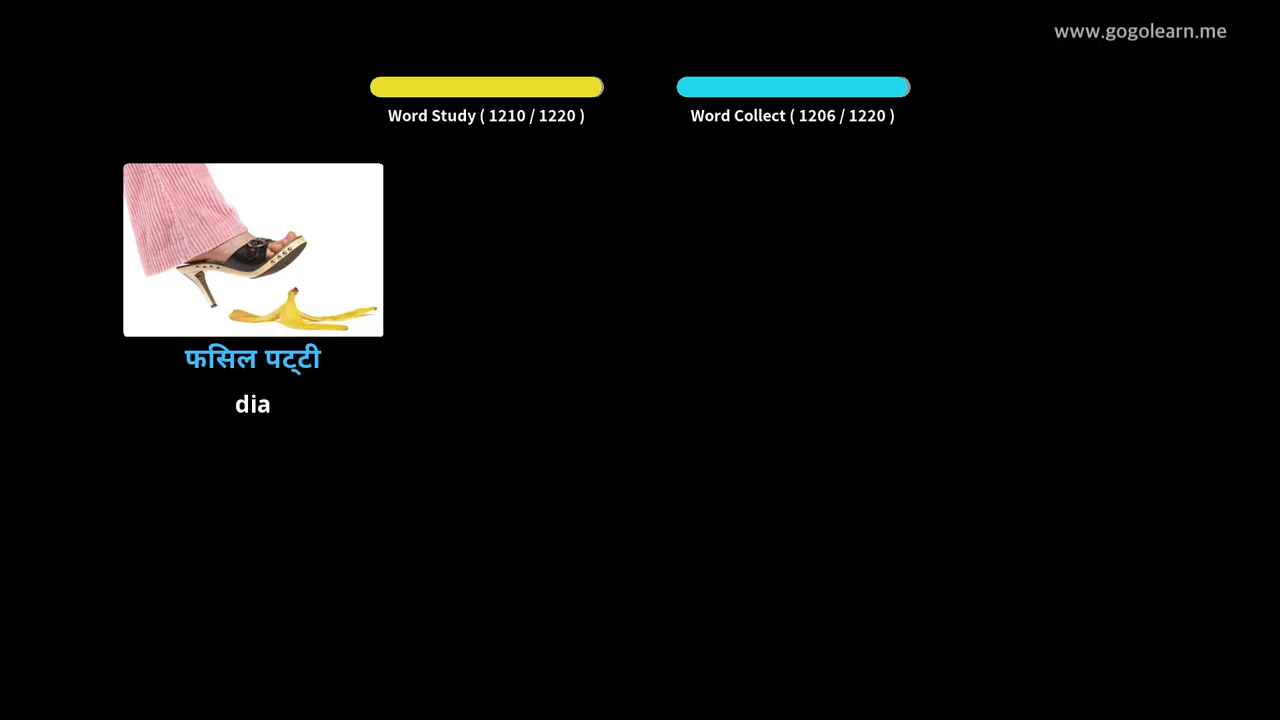 www.gogolearn.me
Word Study ( 1210 / 1220 )
Word Collect ( 1206 / 1220 )
फसिल पट्टी
dia